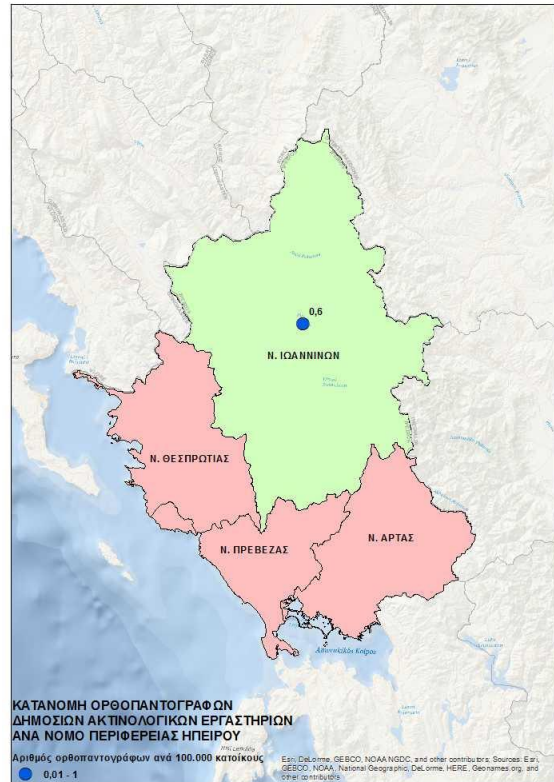 0,6
Ν. ΙΩΑΝΝΙΝΩΝ
Ν. ΘΕΣΠΡΩΤΙΑΣ
Ν. ΑΡΤΑΣ
Ν. ΠΡΕΒΕΖΑΣ
ΚΑΤΑΝΟΜΗ ΟΡΘΟΠΑΝΤΟΓΡΑΦΩΝ
ΔΗΜΟΣΙΩΝ ΑΚΤΙΝΟΛΟΓΙΚΩΝ ΕΡΓΑΣΤΗΡΙΩΝ
ΑΝΑ ΝΟΜΟ ΠΕΡΙΦΕΡΕΙΑΣ ΗΠΕΙΡΟΥ
Αριθμός ορθοπαντογράφων ανά 100.000 κατοίκους
0,01 - 1
Esri, DeLorme, GEBCO, NOAA NGDC, and other contributors; Sources: Esri,
GEBCO, NOAA, National Geographic, DeLorme, HERE, Geonames.org, and
other contributors